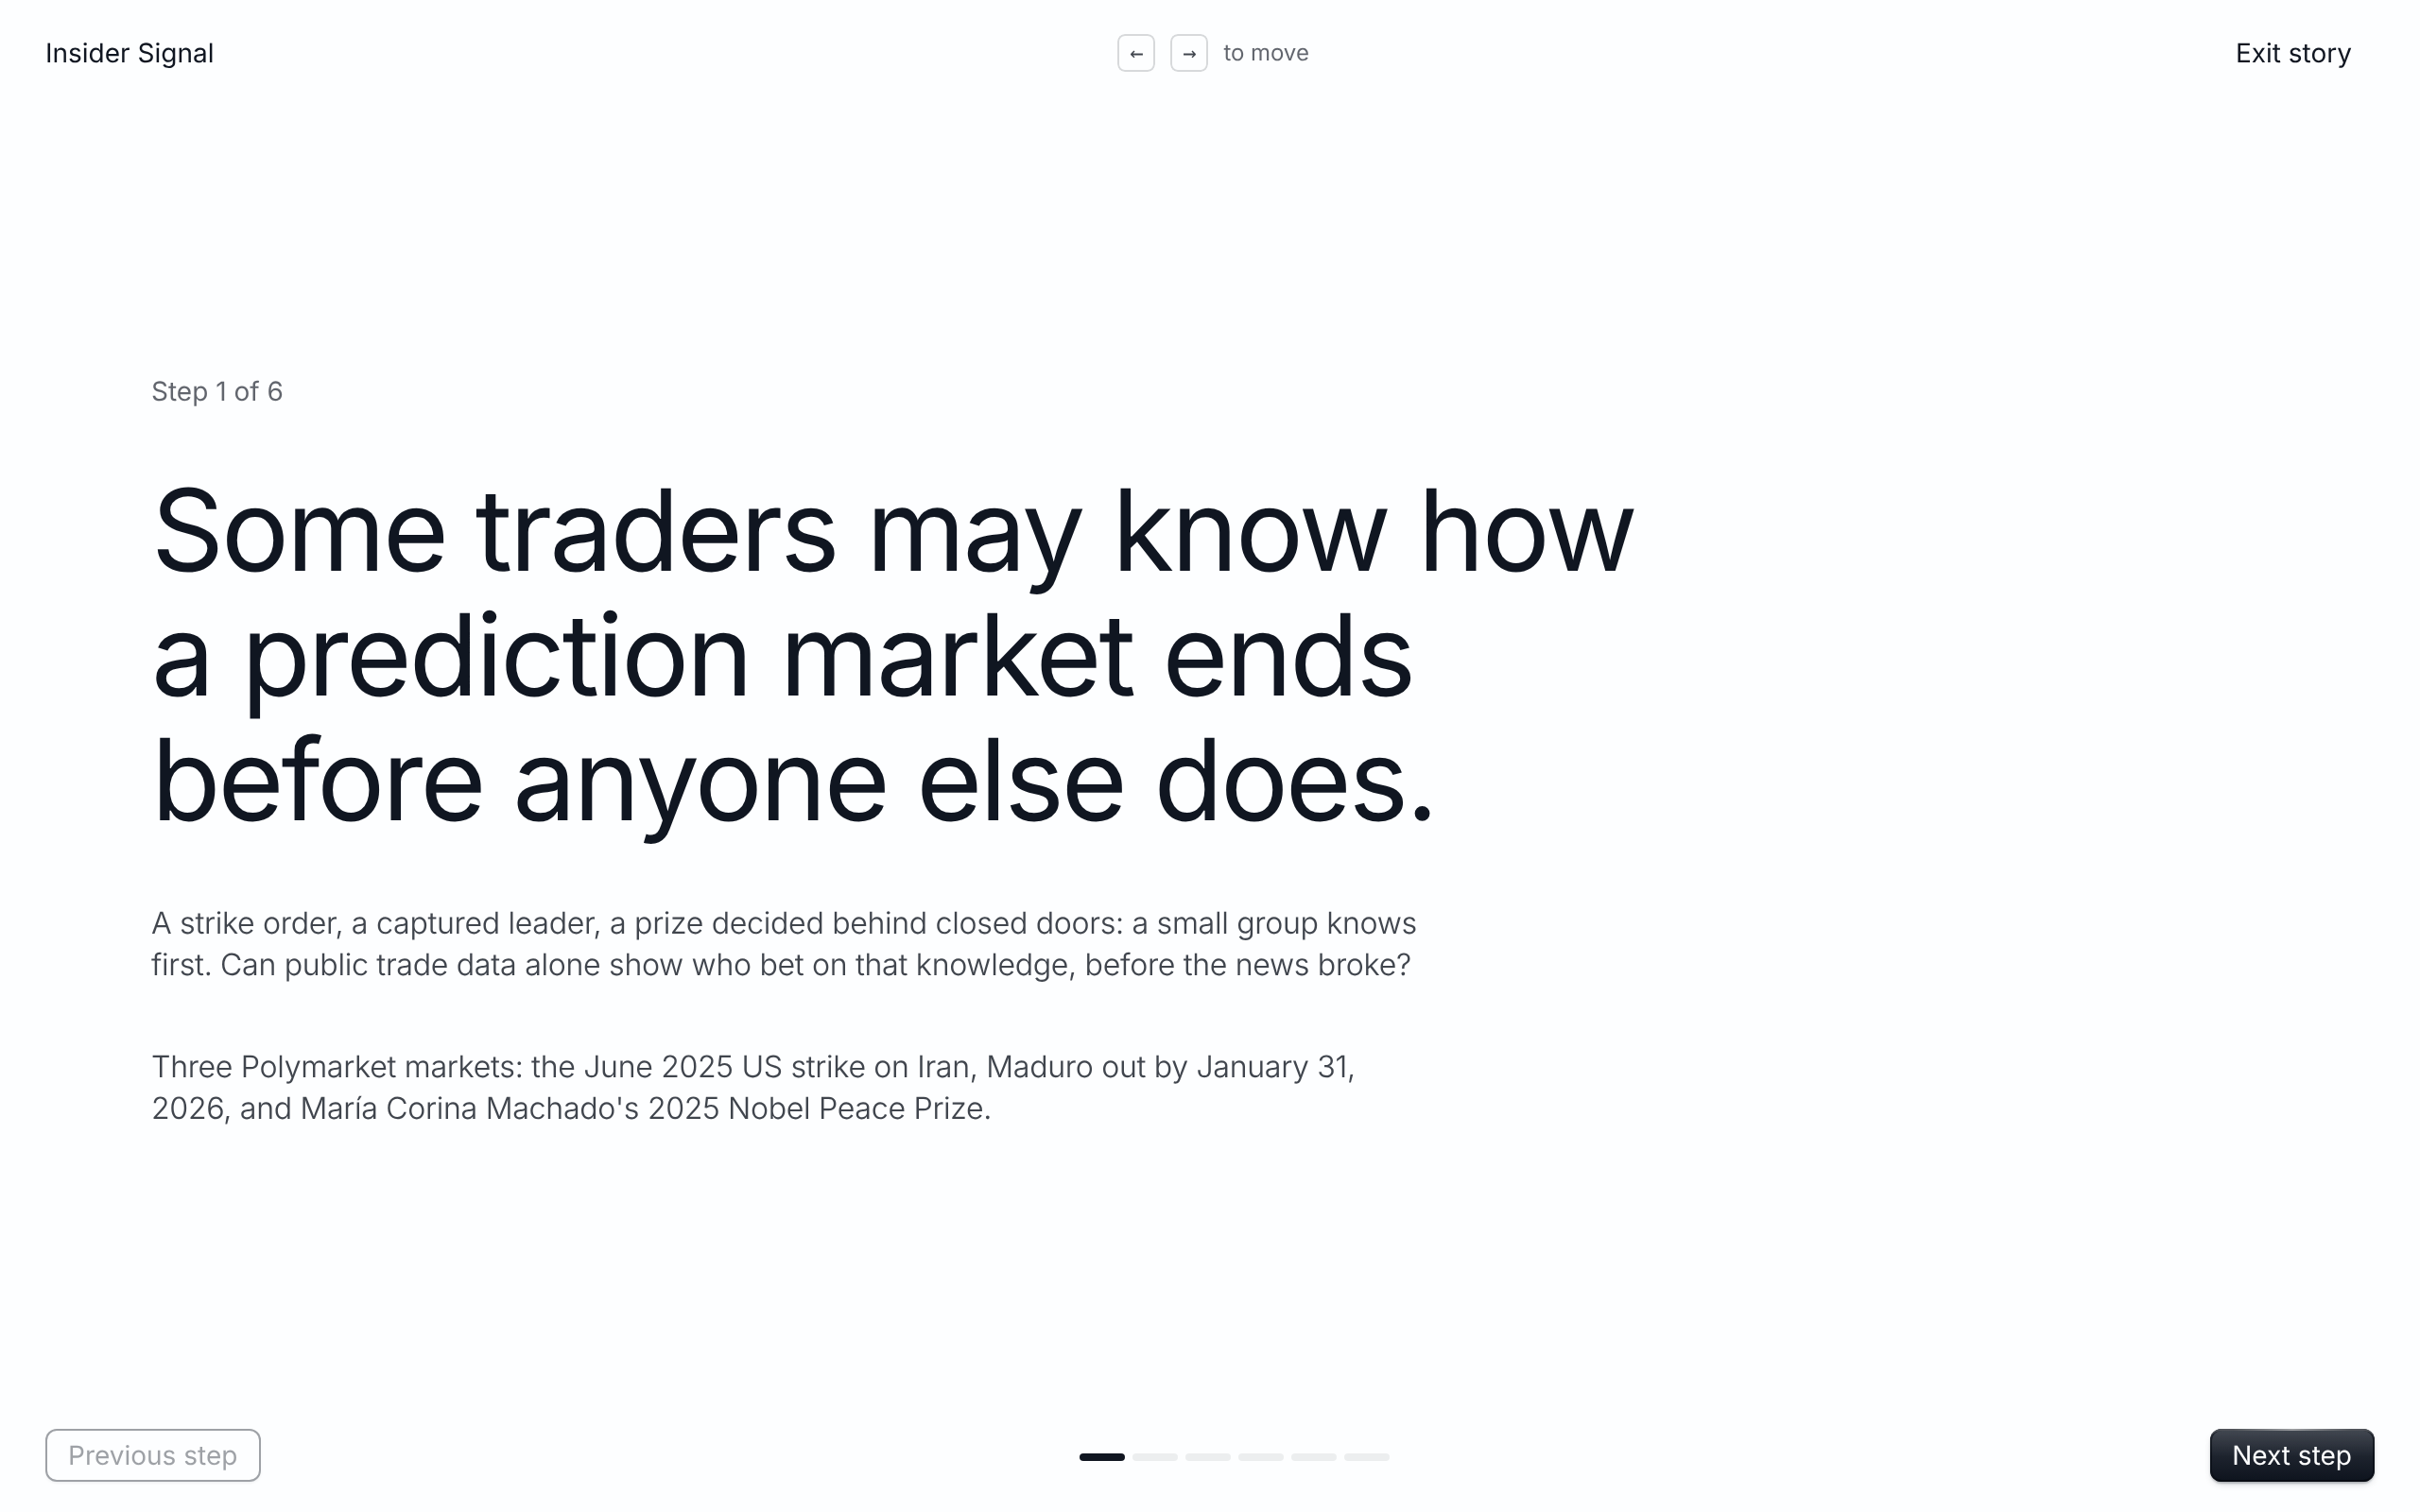 Insider Signal
← → to move
Exit story
Step 1 of 6
Some traders may know how
a prediction market ends
before anyone else does.
A strike order, a captured leader, a prize decided behind closed doors: a small group knows
first. Can public trade data alone show who bet on that knowledge, before the news broke?
Three Polymarket markets: the June 2025 US strike on Iran, Maduro out by January 31,
2026, and María Corina Machado's 2025 Nobel Peace Prize.
Previous step
Next step